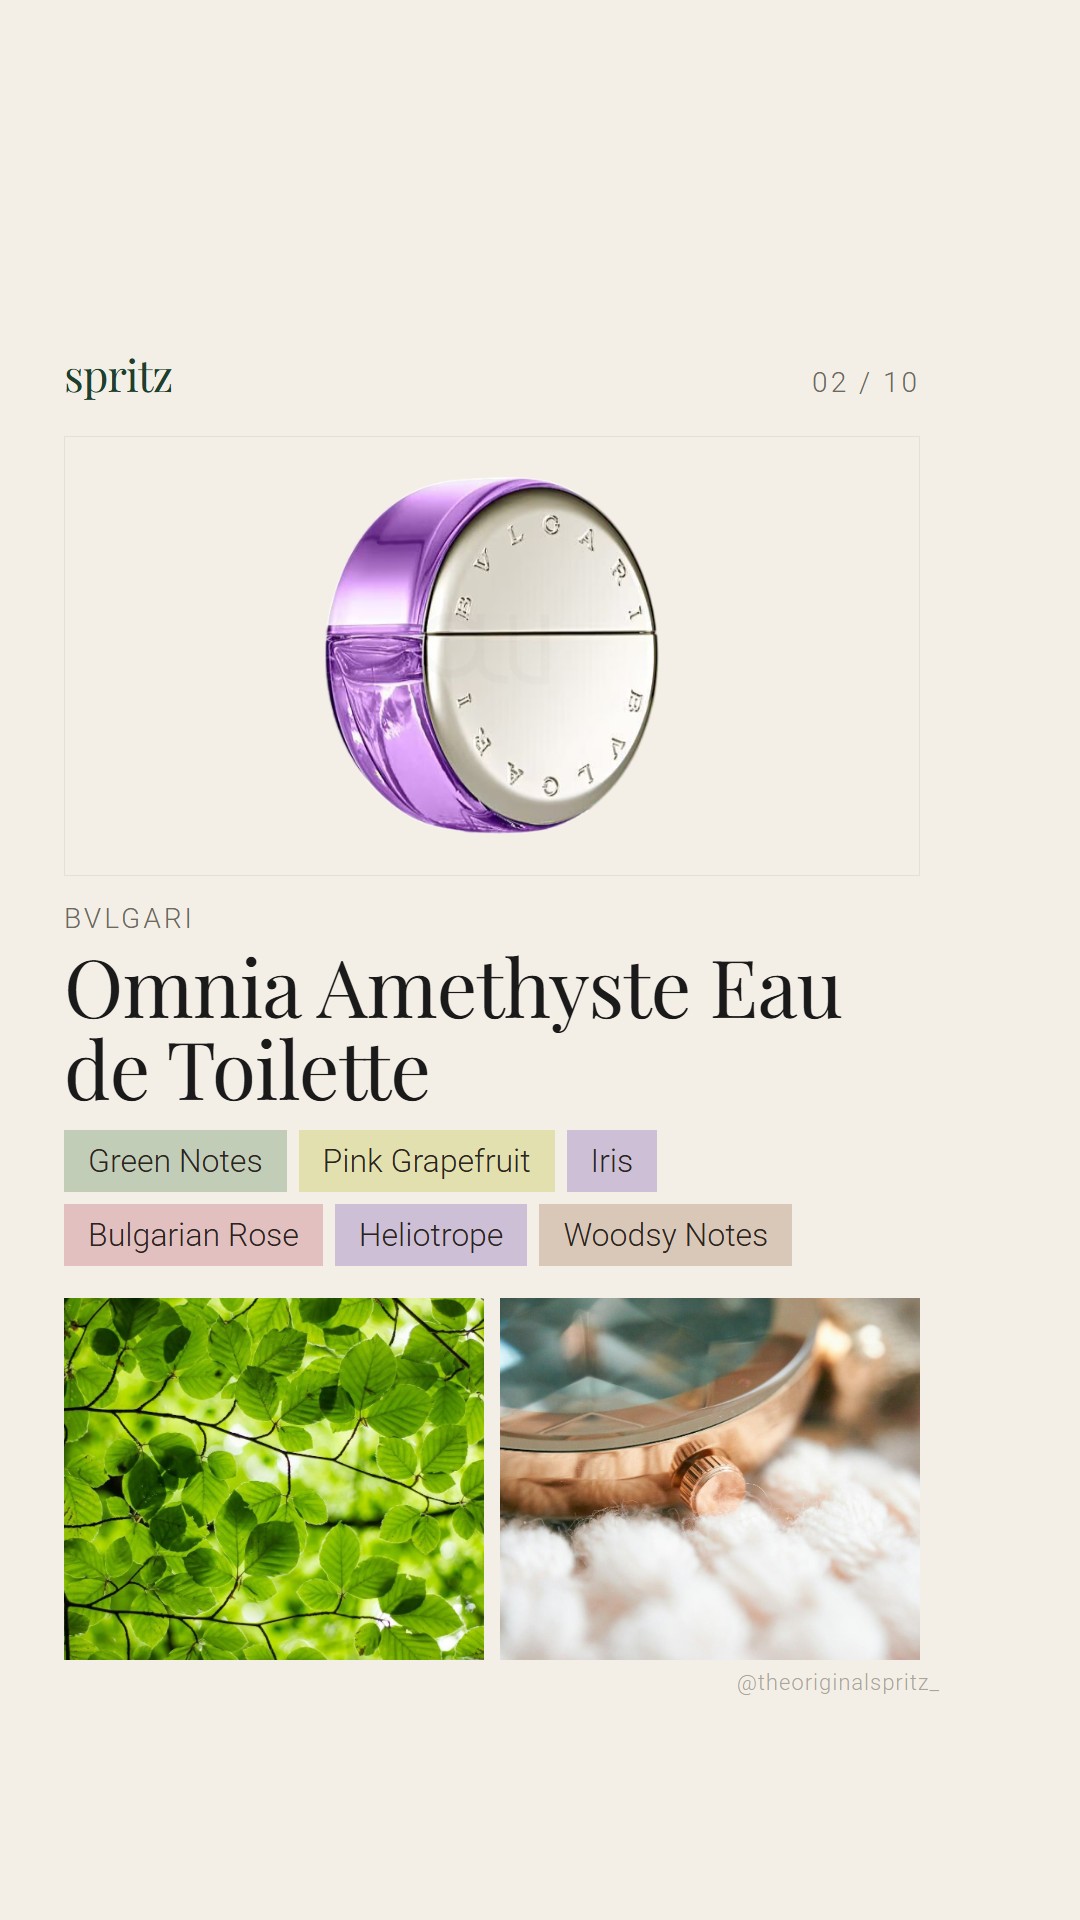 spritz
02 / 10
BVLGARI
BVLGARI
BVLGARI
Omnia Amethyste Eau
de Toilette
Green Notes Pink Grapefruit Iris
Bulgarian Rose Heliotrope Woodsy Notes
@theoriginalspritz_